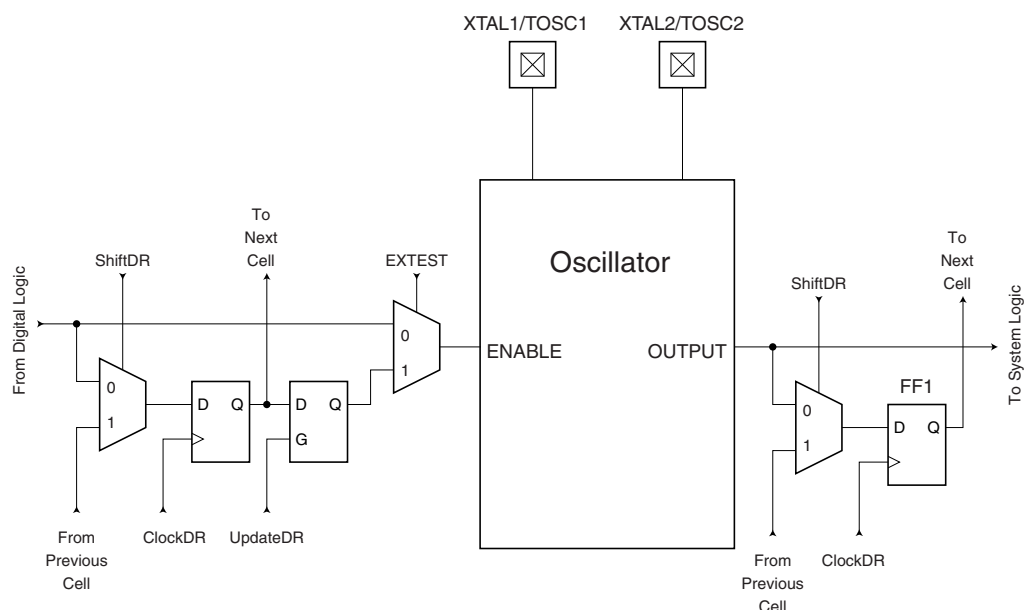 XTAL1/TOSC1
XTAL2/TOSC2
From Digital Logic
ShiftDR
To
Next
Cell
EXTEST
0
1
D Q
D Q
G
0
1
From
Previous
Cell
ClockDR
UpdateDR
Oscillator
ENABLE
OUTPUT
ShiftDR
To
Next
Cell
To System Logic
0
1
FF1
D Q
From
Previous
Cell
ClockDR